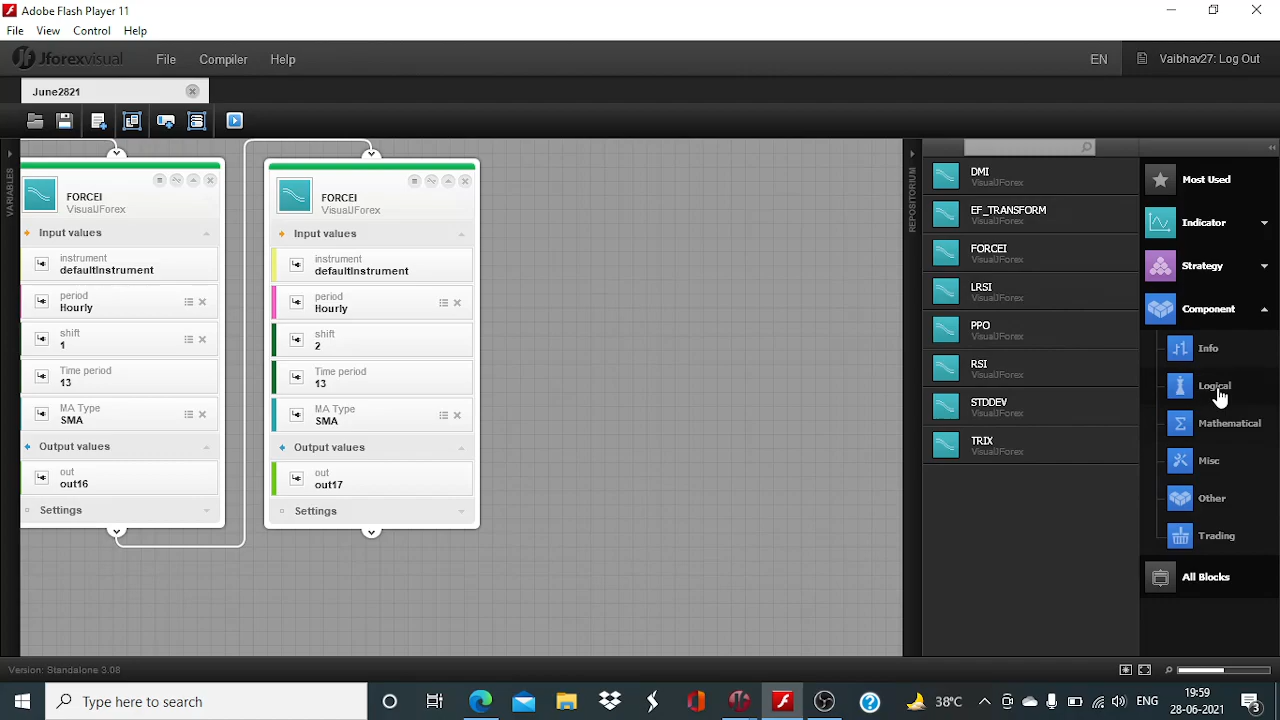 Adobe Flash Player 11
File View Control Help
Jforexvisual File Compiler Help EN Vaibhav27: Log Out
June2821
VARIABLES
FORCEI
VisualJForex
Input values
instrument
defaultInstrument
period
Hourly
shift
1
Time period
13
MA Type
SMA
Output values
out
out16
Settings
FORCEI
VisualJForex
Input values
instrument
defaultInstrument
period
Hourly
shift
2
Time period
13
MA Type
SMA
Output values
out
out17
Settings
REPOSITORIUM
DMI
VisualJForex
EF_TRANSFORM
VisualJForex
FORCEI
VisualJForex
LRSI
VisualJForex
PPO
VisualJForex
RSI
VisualJForex
STDDEV
VisualJForex
TRIX
VisualJForex
Most Used
Indicator
Strategy
Component
Info
Logical
Mathematical
Misc
Other
Trading
All Blocks
Version: Standalone 3.08
Type here to search
38°C
ENG
19:59
28-06-2021
3